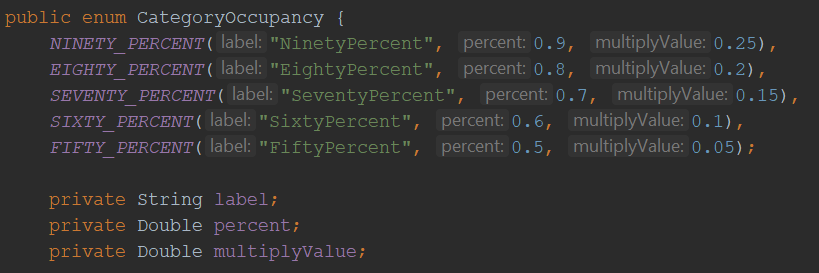 public enum CategoryOccupancy {
NINETY_PERCENT( label: "NinetyPercent", percent: 0.9, multiplyValue: 0.25),
EIGHTY_PERCENT( label: "EightyPercent", percent: 0.8, multiplyValue: 0.2),
SEVENTY_PERCENT( label: "SeventyPercent", percent: 0.7, multiplyValue: 0.15),
SIXTY_PERCENT( label: "SixtyPercent", percent: 0.6, multiplyValue: 0.1),
FIFTY_PERCENT( label: "FiftyPercent", percent: 0.5, multiplyValue: 0.05);
private String label;
private Double percent;
private Double multiplyValue;